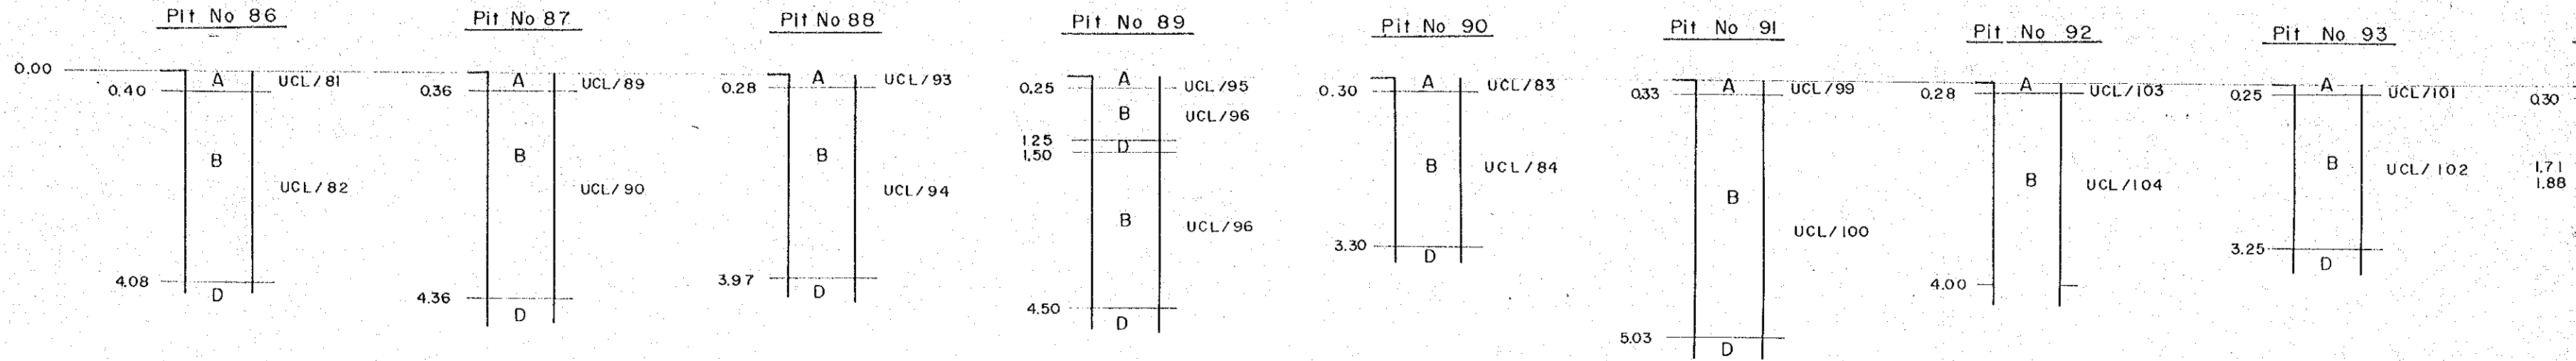 Pit No 86
0.00
A
UCL/81
0.40
B
UCL/82
4.08
D
Pit No 87
A
UCL/89
0.36
B
UCL/90
4.36
D
Pit No 88
A
UCL/93
0.28
B
UCL/94
3.97
D
Pit No 89
A
0.25
UCL/95
B
UCL/96
1.25
D
1.50
B
UCL/96
4.50
D
Pit No 90
A
UCL/83
0.30
B
UCL/84
3.30
D
Pit No 91
A
UCL/99
0.33
B
UCL/100
5.03
D
Pit No 92
A
UCL/103
0.28
B
UCL/104
4.00
Pit No 93
A
UCL/101
0.25
B
UCL/102
3.25
D
0.30
1.71
1.88